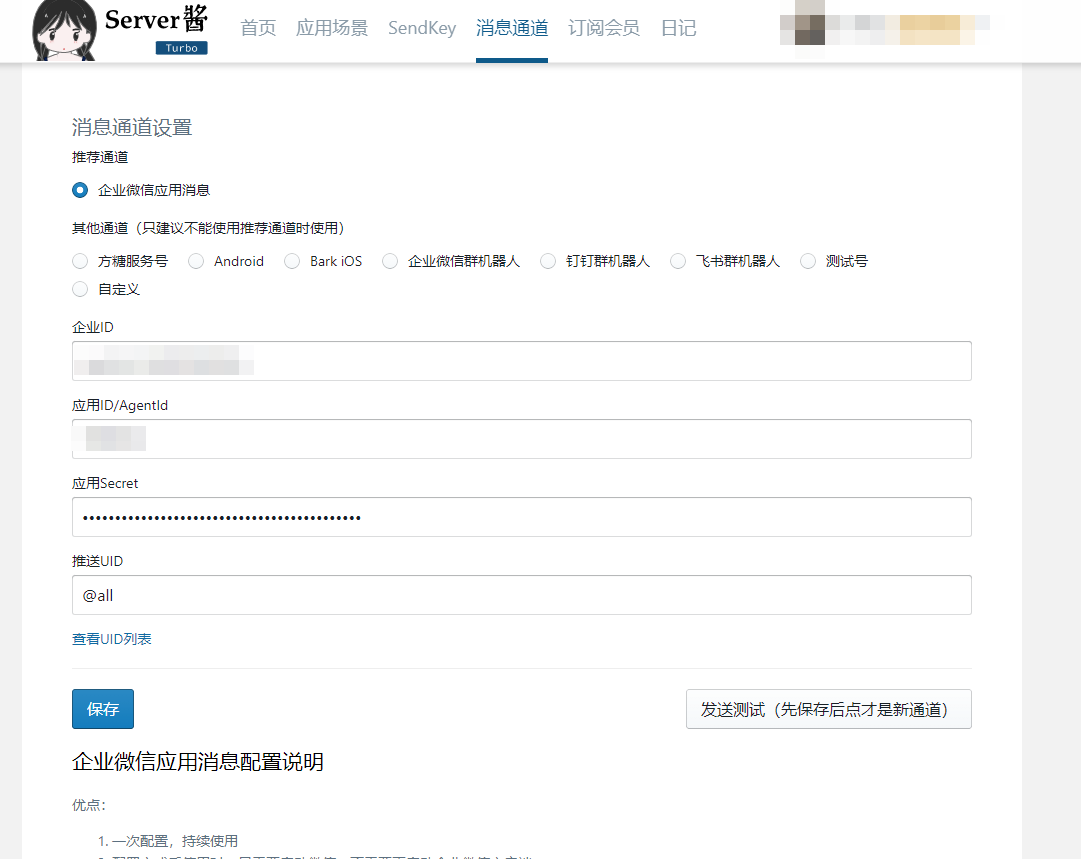 Server酱
Turbo
首页 应用场景 SendKey 消息通道 订阅会员 日记
消息通道设置
推荐通道
企业微信应用消息
其他通道（只建议不能使用推荐通道时使用）
方糖服务号 Android Bark iOS 企业微信群机器人 钉钉群机器人 飞书群机器人 测试号
自定义
企业ID
应用ID/AgentId
应用Secret
•••••••••••••••••••••••••••••••••••••••••••
推送UID
@all
查看UID列表
保存 发送测试（先保存后点才是新通道）
企业微信应用消息配置说明
优点：
1. 一次配置，持续使用